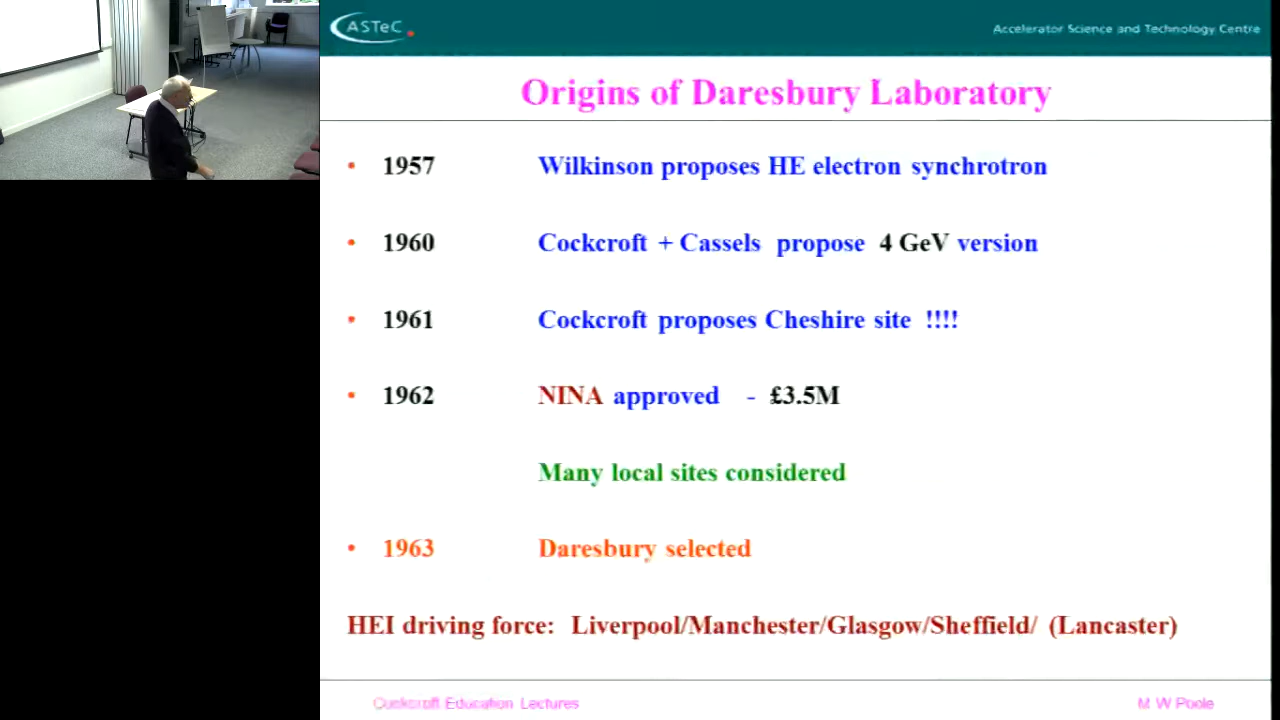 ASTeC
Accelerator Science and Technology Centre
Origins of Daresbury Laboratory
• 1957 Wilkinson proposes HE electron synchrotron
• 1960 Cockcroft + Cassels propose 4 GeV version
• 1961 Cockcroft proposes Cheshire site !!!!
• 1962 NINA approved - £3.5M
Many local sites considered
• 1963 Daresbury selected
HEI driving force: Liverpool/Manchester/Glasgow/Sheffield/ (Lancaster)
Cockcroft Education Lectures
M W Poole